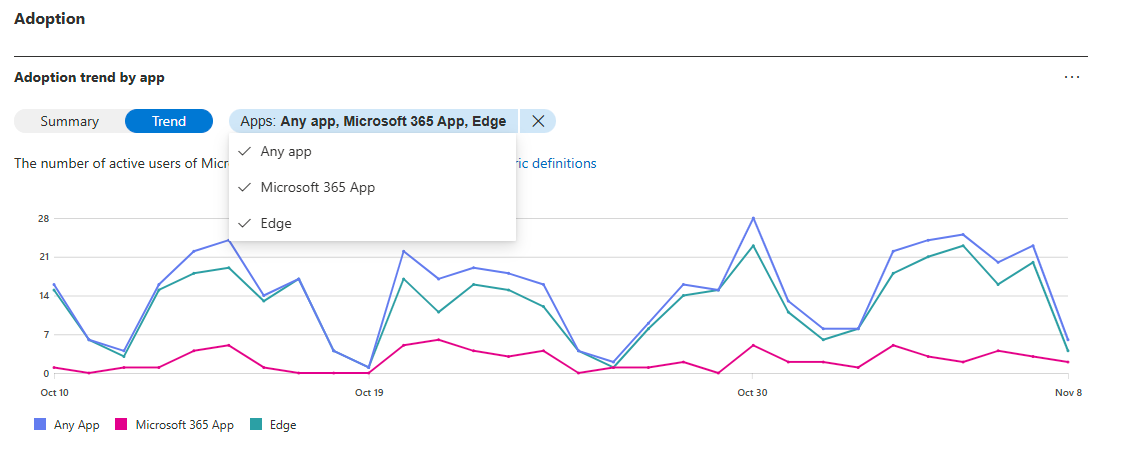 Adoption
Adoption trend by app
...
Summary Trend Apps: Any app, Microsoft 365 App, Edge
Any app
The number of active users of Micr ric definitions
Microsoft 365 App
Edge
28
21
14
7
0
Oct 10 Oct 19 Oct 30 Nov 8
Any App Microsoft 365 App Edge